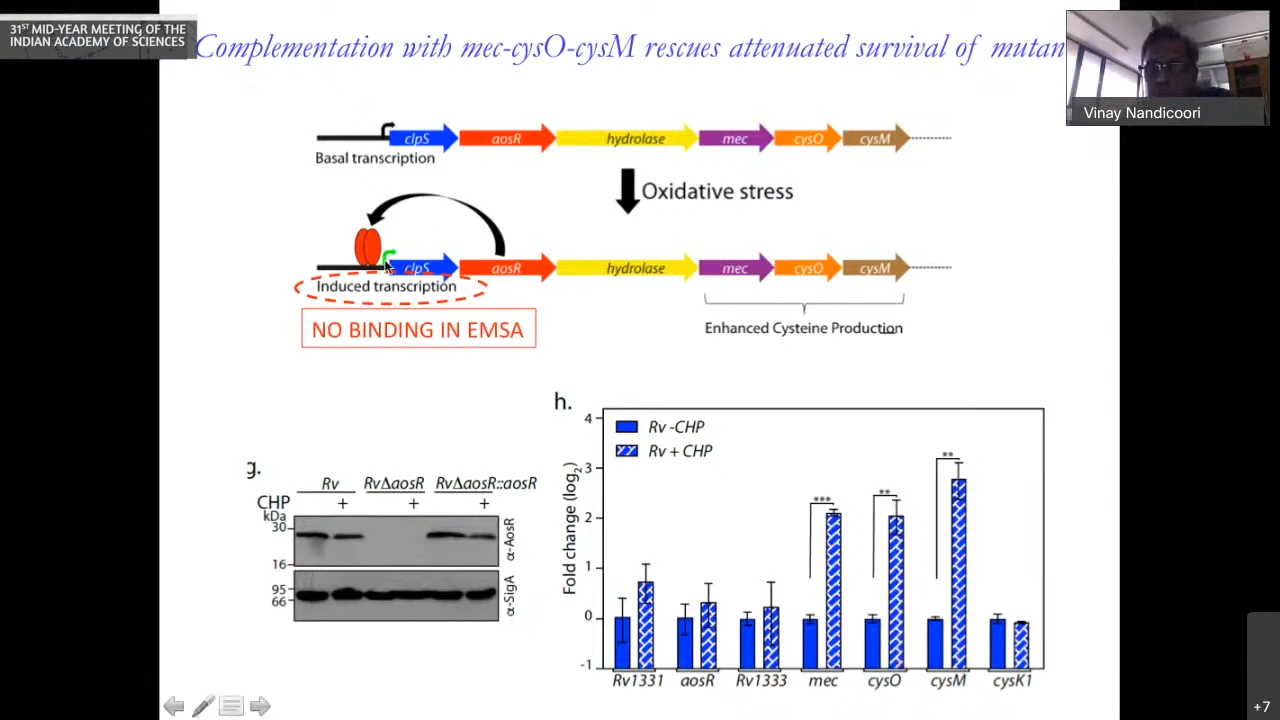 31ST MID-YEAR MEETING OF THE
INDIAN ACADEMY OF SCIENCES
Complementation with mec-cysO-cysM rescues attenuated survival of mutan
Vinay Nandicoori
clpS aosR hydrolase mec cysO cysM
Basal transcription
Oxidative stress
clpS aosR hydrolase mec cysO cysM
Induced transcription
NO BINDING IN EMSA
Enhanced Cysteine Production
h.
4
3
2
1
0
-1
Fold change (log2)
Rv -CHP
Rv + CHP
*** ** **
Rv1331 aosR Rv1333 mec cysO cysM cysK1
g.
Rv RvΔaosR RvΔaosR::aosR
CHP + + +
kDa
30
16
α-AosR
95
66
α-SigA
+7